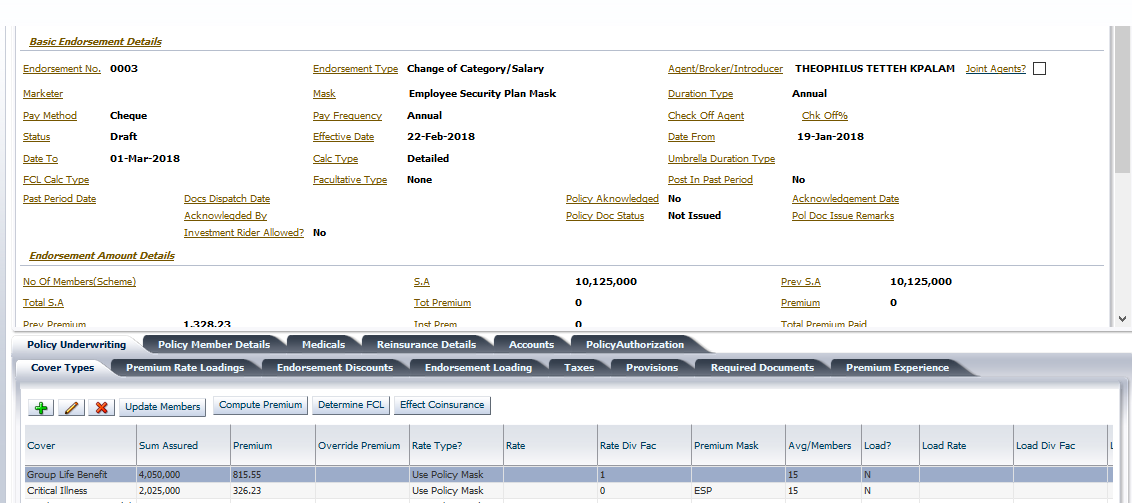 Basic Endorsement Details
Endorsement No. 0003 Endorsement Type Change of Category/Salary Agent/Broker/Introducer THEOPHILUS TETTEH KPALAM Joint Agents?
Marketer Mask Employee Security Plan Mask Duration Type Annual
Pay Method Cheque Pay Frequency Annual Check Off Agent Chk Off%
Status Draft Effective Date 22-Feb-2018 Date From 19-Jan-2018
Date To 01-Mar-2018 Calc Type Detailed Umbrella Duration Type
FCL Calc Type Facultative Type None Post In Past Period No
Past Period Date Docs Dispatch Date Policy Aknowledged No Acknowledgement Date
Acknowlegded By Policy Doc Status Not Issued Pol Doc Issue Remarks
Investment Rider Allowed? No
Endorsement Amount Details
No Of Members(Scheme) S.A 10,125,000 Prev S.A 10,125,000
Total S.A Tot Premium 0 Premium 0
Prev Premium 1,328.23 Inst Prem 0 Total Premium Paid
Policy Underwriting Policy Member Details Medicals Reinsurance Details Accounts PolicyAuthorization
Cover Types Premium Rate Loadings Endorsement Discounts Endorsement Loading Taxes Provisions Required Documents Premium Experience
Update Members Compute Premium Determine FCL Effect Coinsurance
Cover Sum Assured Premium Override Premium Rate Type? Rate Rate Div Fac Premium Mask Avg/Members Load? Load Rate Load Div Fac
Group Life Benefit 4,050,000 815.55 Use Policy Mask 1 15 N
Critical Illness 2,025,000 326.23 Use Policy Mask 0 ESP 15 N